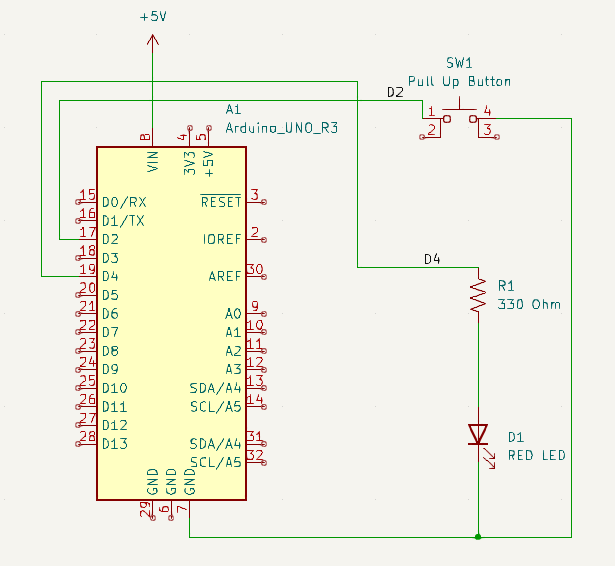 +5V
SW1
Pull Up Button
D2
1
4
2
3
A1
Arduino_UNO_R3
8
4
5
VIN
3V3
+5V
15 D0/RX
RESET 3
16 D1/TX
17 D2
IOREF 2
18 D3
19 D4
AREF 30
D4
20 D5
R1
330 Ohm
21 D6
A0 9
22 D7
A1 10
23 D8
A2 11
24 D9
A3 12
25 D10
SDA/A4 13
26 D11
SCL/A5 14
27 D12
28 D13
SDA/A4 31
D1
RED LED
SCL/A5 32
GND
GND
GND
29
6
7